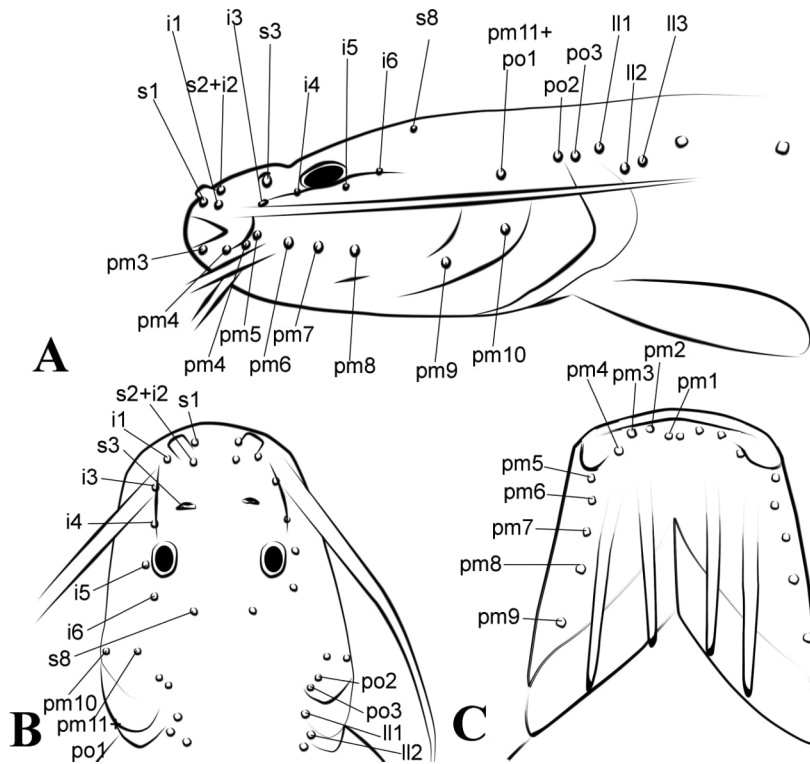 i1
i3
s3
s8
pm11+
po1
ll1
ll3
s1
s2+i2
i4
i5
i6
po3
po2
ll2
pm3
pm4
pm5
pm4
pm7
pm6
pm8
pm9
pm10
A
s2+i2
s1
i1
s3
i3
i4
i5
i6
s8
pm10
pm11+
po1
po2
po3
ll1
ll2
B
pm2
pm3
pm4
pm1
pm5
pm6
pm7
pm8
pm9
C